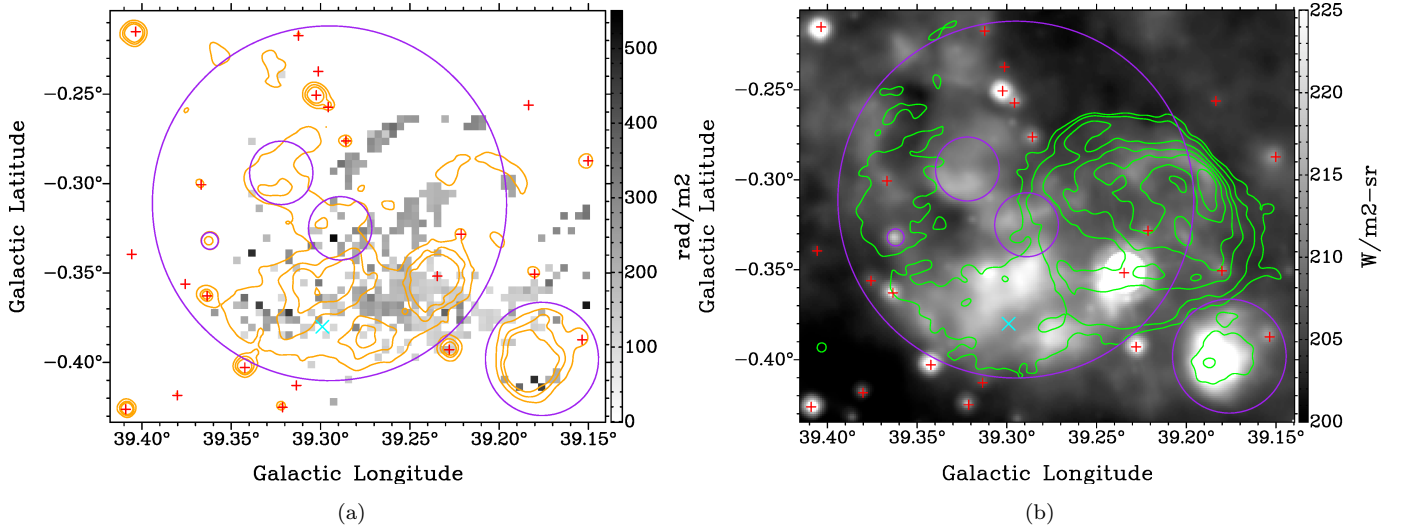 500
400
300
200
100
0
rad/m2
−0.25°
−0.30°
−0.35°
−0.40°
Galactic Latitude
39.40° 39.35° 39.30° 39.25° 39.20° 39.15
Galactic Longitude
(a)
225
220
215
210
205
200
W/m2−sr
−0.25°
−0.30°
−0.35°
−0.40°
Galactic Latitude
39.40° 39.35° 39.30° 39.25° 39.20° 39.15
Galactic Longitude
(b)